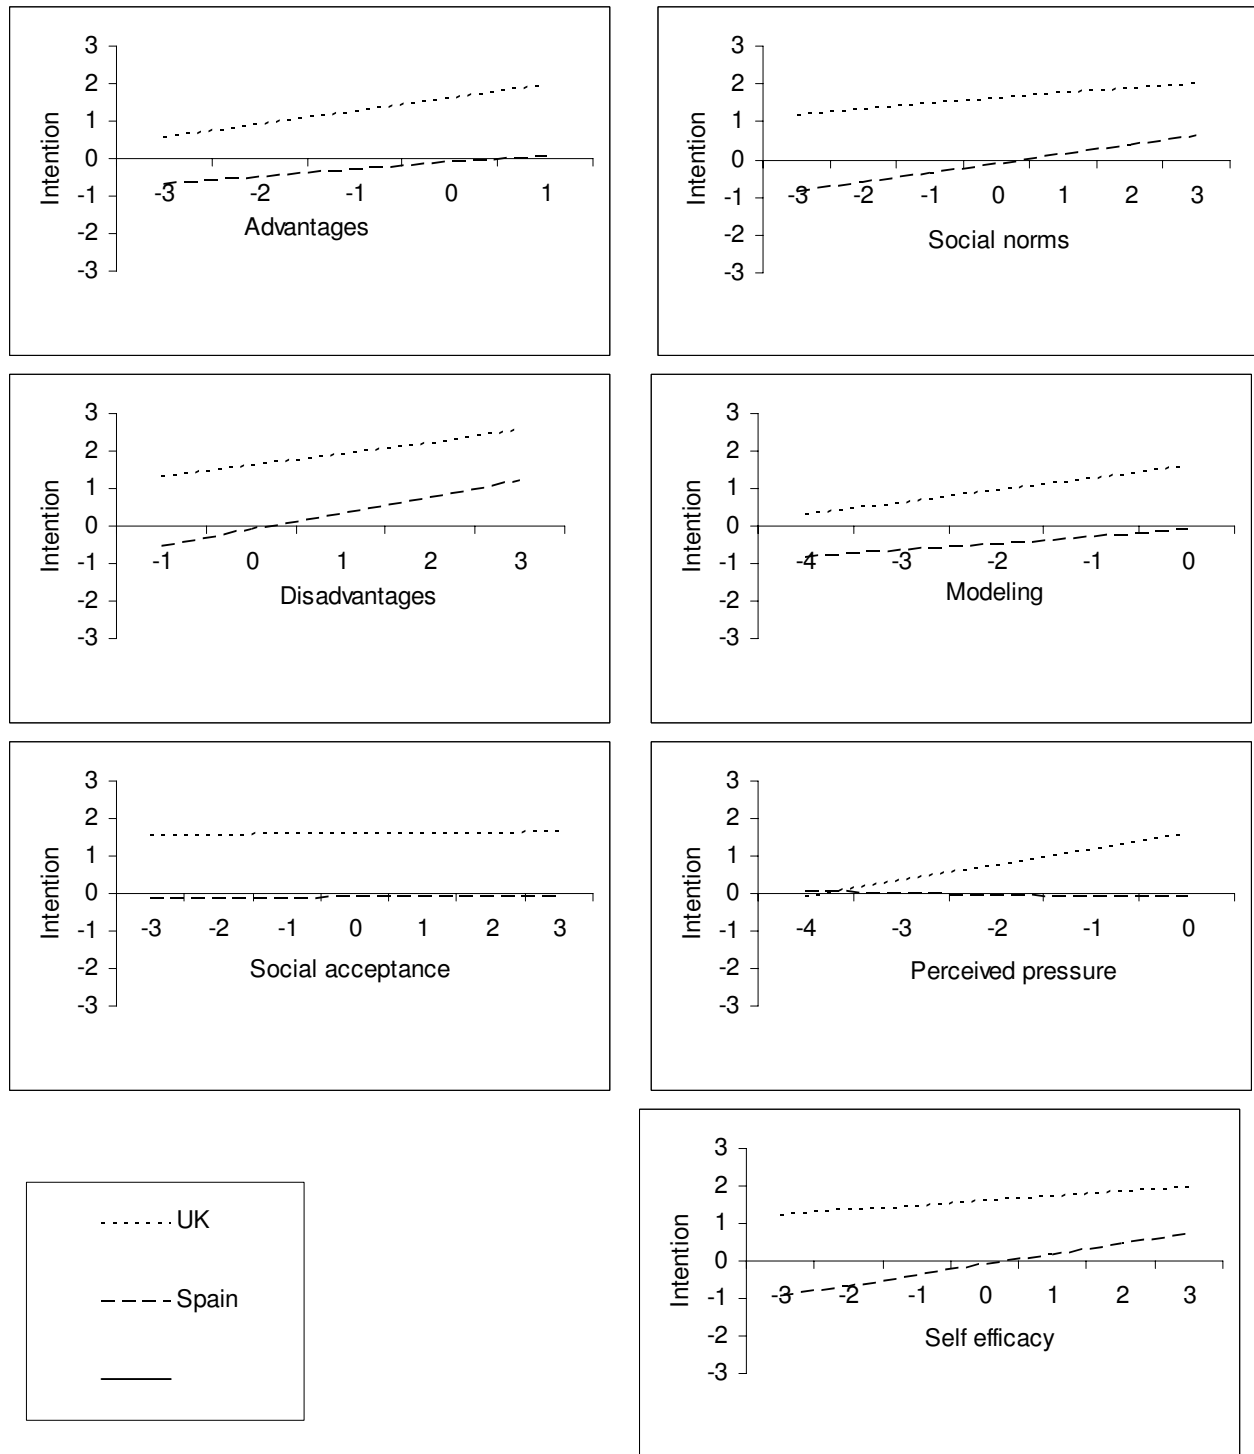 3
2
1
0
-1
-2
-3
Intention
-3 -2 -1 0 1
Advantages
3
2
1
0
-1
-2
-3
Intention
-3 -2 -1 0 1 2 3
Social norms
3
2
1
0
-1
-2
-3
Intention
-1 0 1 2 3
Disadvantages
3
2
1
0
-1
-2
-3
Intention
-4 -3 -2 -1 0
Modeling
3
2
1
0
-1
-2
-3
Intention
-3 -2 -1 0 1 2 3
Social acceptance
3
2
1
0
-1
-2
-3
Intention
-4 -3 -2 -1 0
Perceived pressure
UK
Spain
3
2
1
0
-1
-2
-3
Intention
-3 -2 -1 0 1 2 3
Self efficacy